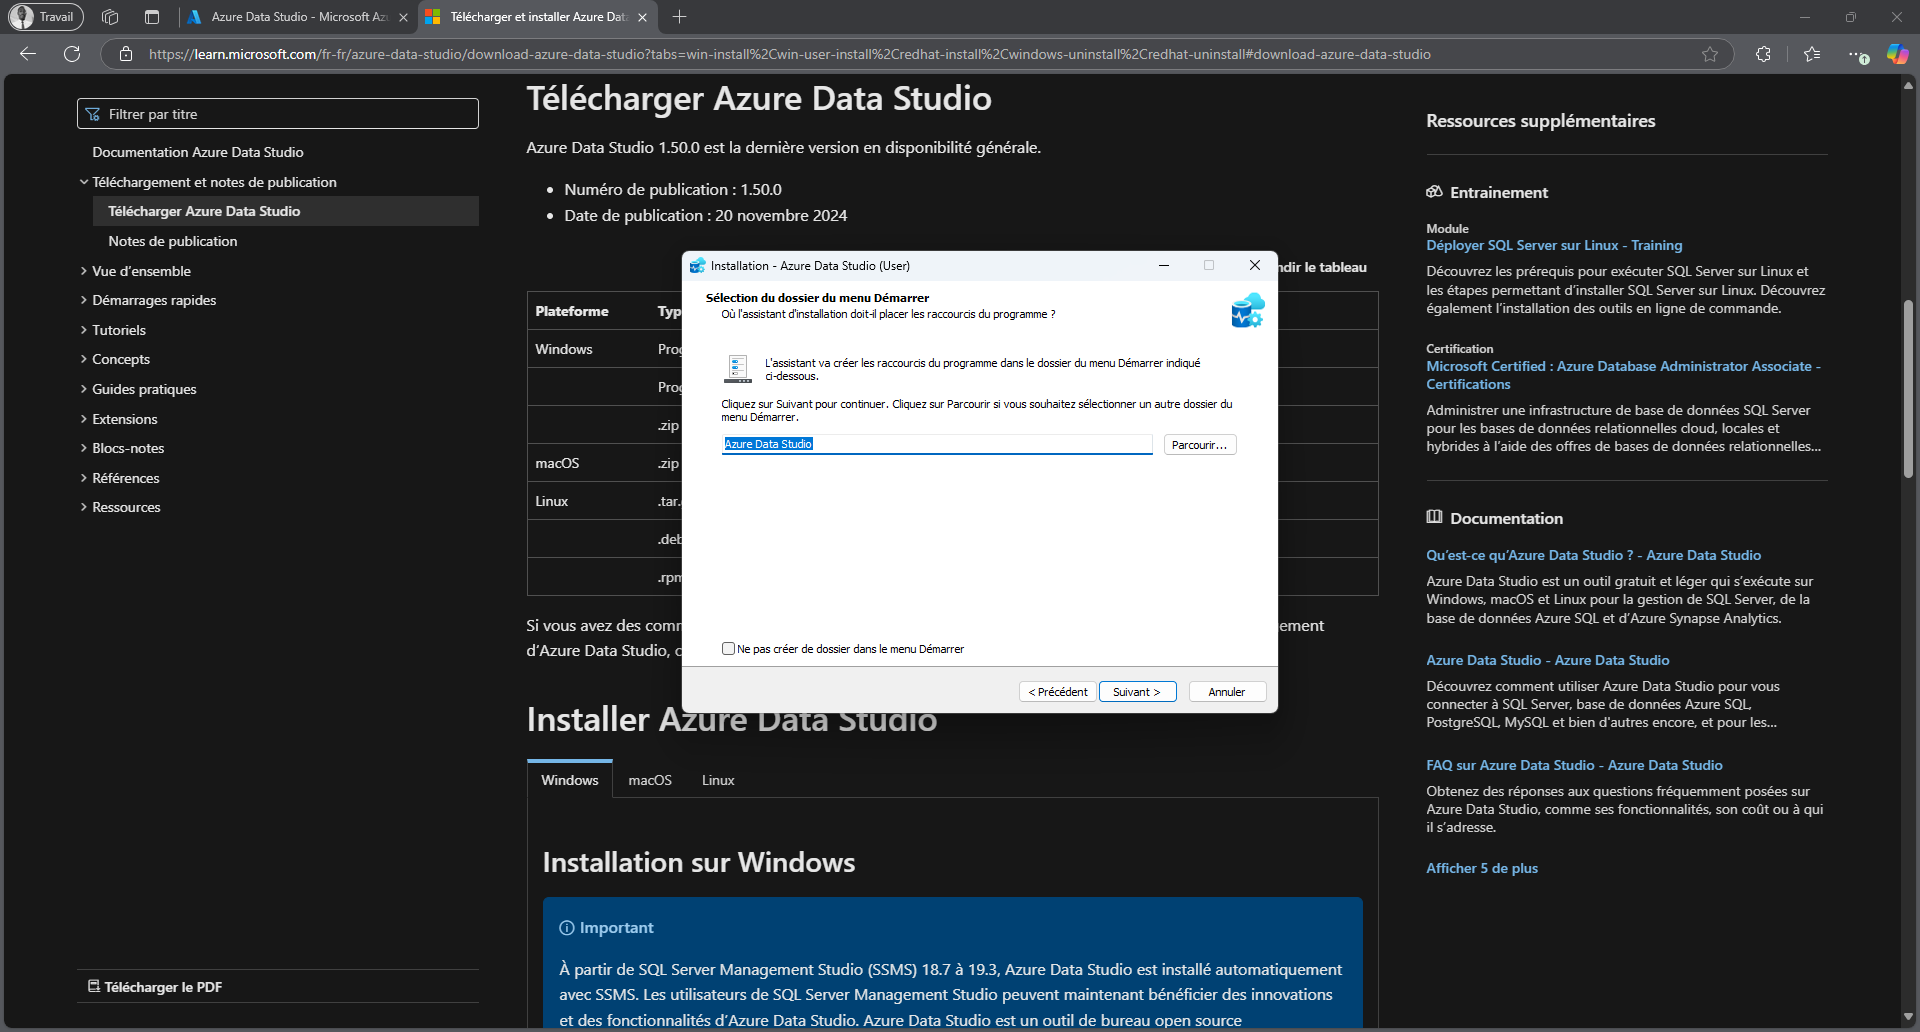 Travail
Azure Data Studio - Microsoft Az
Télécharger et installer Azure Dat
https://learn.microsoft.com/fr-fr/azure-data-studio/download-azure-data-studio?tabs=win-install%2Cwin-user-install%2Credhat-install%2Cwindows-uninstall%2Credhat-uninstall#download-azure-data-studio
Filtrer par titre
Documentation Azure Data Studio
Téléchargement et notes de publication
Télécharger Azure Data Studio
Notes de publication
Vue d'ensemble
Démarrages rapides
Tutoriels
Concepts
Guides pratiques
Extensions
Blocs-notes
Références
Ressources
Télécharger le PDF
Télécharger Azure Data Studio
Azure Data Studio 1.50.0 est la dernière version en disponibilité générale.
Numéro de publication : 1.50.0
Date de publication : 20 novembre 2024
ndir le tableau
Plateforme Typ
Windows Prog
Prog
.zip
macOS .zip
Linux .tar.
.deb
.rpm
Si vous avez des comm
ement
d'Azure Data Studio, c
Installation - Azure Data Studio (User)
Sélection du dossier du menu Démarrer
Où l'assistant d'installation doit-il placer les raccourcis du programme ?
L'assistant va créer les raccourcis du programme dans le dossier du menu Démarrer indiqué
ci-dessous.
Cliquez sur Suivant pour continuer. Cliquez sur Parcourir si vous souhaitez sélectionner un autre dossier du
menu Démarrer.
Azure Data Studio
Parcourir...
Ne pas créer de dossier dans le menu Démarrer
< Précédent
Suivant >
Annuler
Installer Azure Data Studio
Windows
macOS
Linux
Installation sur Windows
Important
À partir de SQL Server Management Studio (SSMS) 18.7 à 19.3, Azure Data Studio est installé automatiquement
avec SSMS. Les utilisateurs de SQL Server Management Studio peuvent maintenant bénéficier des innovations
et des fonctionnalités d'Azure Data Studio. Azure Data Studio est un outil de bureau open source
Ressources supplémentaires
Entrainement
Module
Déployer SQL Server sur Linux - Training
Découvrez les prérequis pour exécuter SQL Server sur Linux et
les étapes permettant d'installer SQL Server sur Linux. Découvrez
également l'installation des outils en ligne de commande.
Certification
Microsoft Certified : Azure Database Administrator Associate -
Certifications
Administrer une infrastructure de base de données SQL Server
pour les bases de données relationnelles cloud, locales et
hybrides à l'aide des offres de bases de données relationnelles...
Documentation
Qu'est-ce qu'Azure Data Studio ? - Azure Data Studio
Azure Data Studio est un outil gratuit et léger qui s'exécute sur
Windows, macOS et Linux pour la gestion de SQL Server, de la
base de données Azure SQL et d'Azure Synapse Analytics.
Azure Data Studio - Azure Data Studio
Découvrez comment utiliser Azure Data Studio pour vous
connecter à SQL Server, base de données Azure SQL,
PostgreSQL, MySQL et bien d'autres encore, et pour les...
FAQ sur Azure Data Studio - Azure Data Studio
Obtenez des réponses aux questions fréquemment posées sur
Azure Data Studio, comme ses fonctionnalités, son coût ou à qui
il s'adresse.
Afficher 5 de plus